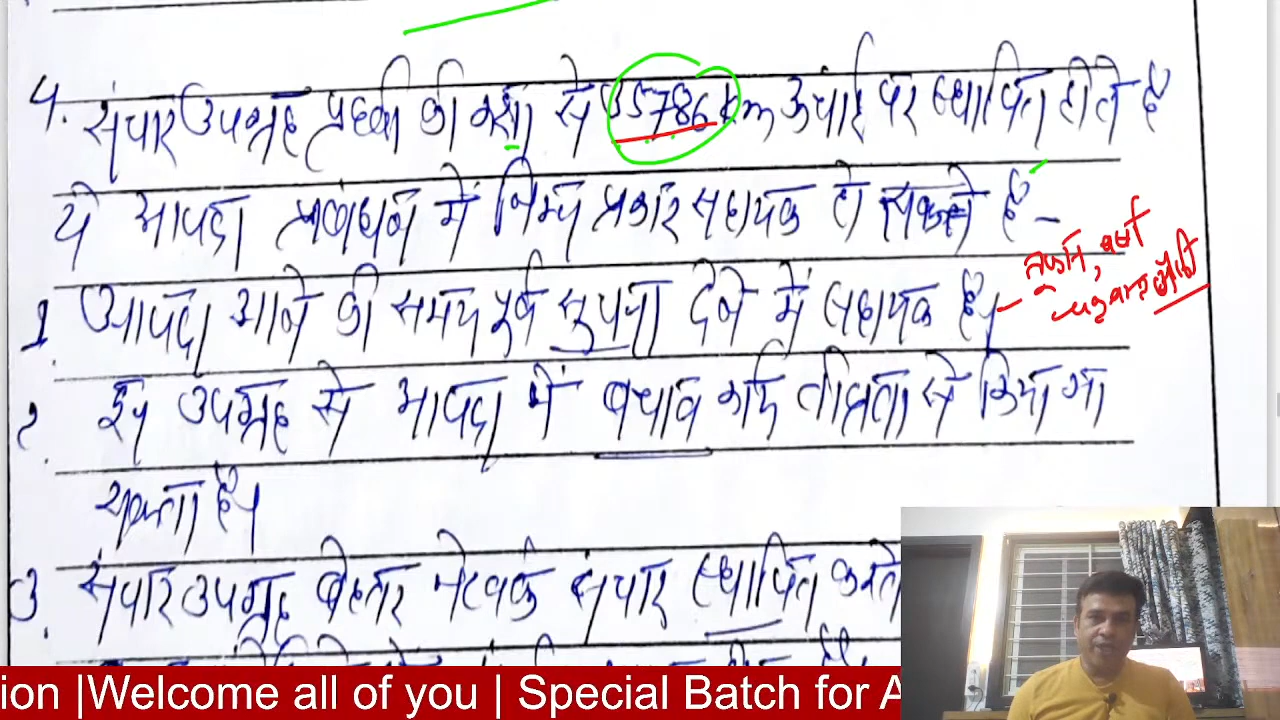 4. संचार उपग्रह पृथ्वी की कक्षा से 35786 km ऊचाई पर स्थापित होते है
ये आपदा प्रबंधन में निम्न प्रकार सहायक हो सकते हैं -
1. आपदा आने की समय पूर्व सूचना देने में सहायक है। - तूफान, वर्षा
2. इस उपग्रह से आपदा में बचाव कार्य तीव्रता से किया जा
सकता है।
3. संचार उपग्रह बेहतर नेटवर्क संचार स्थापित करते
ion |Welcome all of you | Special Batch for A